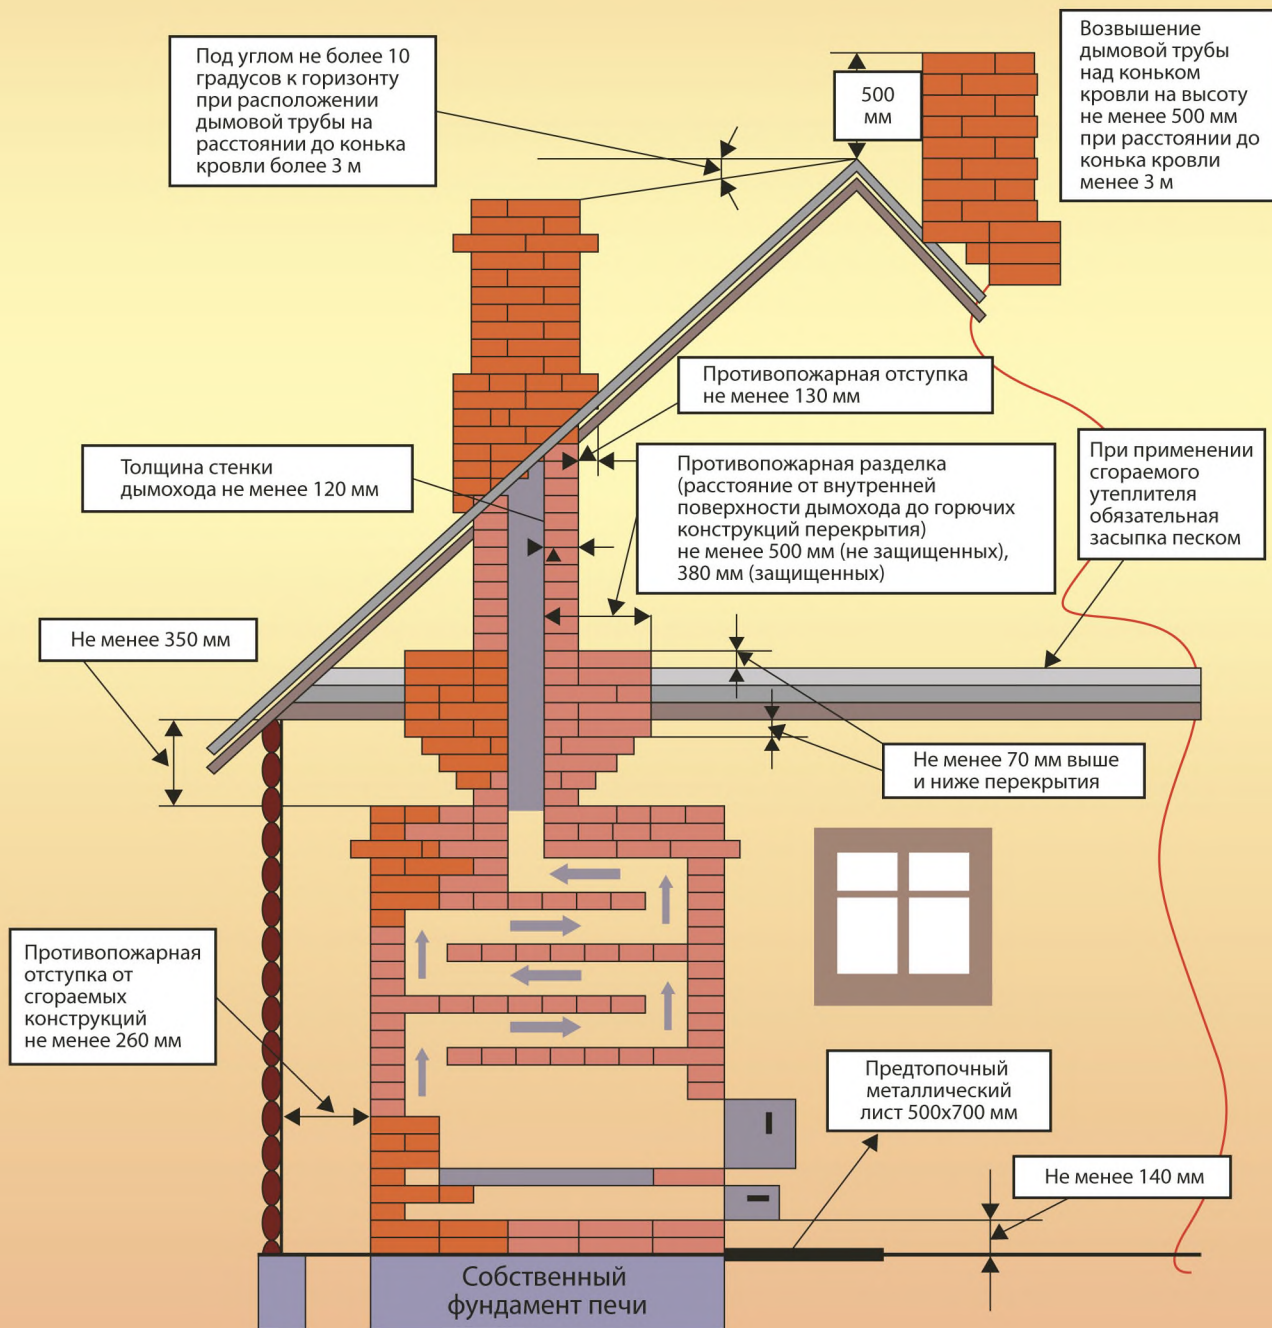 Под углом не более 10
градусов к горизонту
при расположении
дымовой трубы на
расстоянии до конька
кровли более 3 м
500
мм
Возвышение
дымовой трубы
над коньком
кровли на высоту
не менее 500 мм
при расстоянии до
конька кровли
менее 3 м
Противопожарная отступка
не менее 130 мм
Толщина стенки
дымохода не менее 120 мм
Противопожарная разделка
(расстояние от внутренней
поверхности дымохода до горючих
конструкций перекрытия)
не менее 500 мм (не защищенных),
380 мм (защищенных)
При применении
сгораемого
утеплителя
обязательная
засыпка песком
Не менее 350 мм
Не менее 70 мм выше
и ниже перекрытия
Противопожарная
отступка от
сгораемых
конструкций
не менее 260 мм
Предтопочный
металлический
лист 500х700 мм
Не менее 140 мм
Собственный
фундамент печи